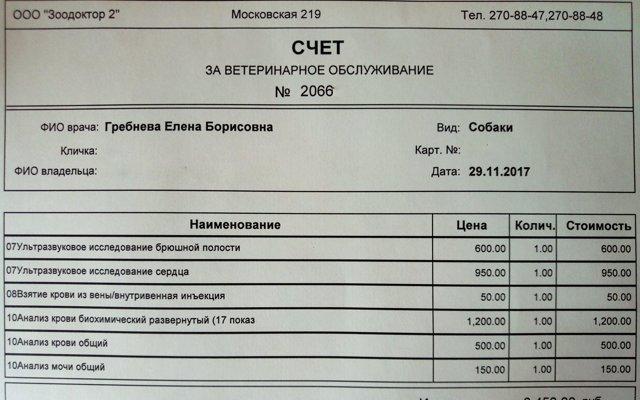 ООО "Зоодоктор 2" Московская 219 Тел. 270-88-47,270-88-48
СЧЕТ
ЗА ВЕТЕРИНАРНОЕ ОБСЛУЖИВАНИЕ
№ 2066
ФИО врача: Гребнева Елена Борисовна Вид: Собаки
Кличка: Карт. №:
ФИО владельца: Дата: 29.11.2017
Наименование Цена Колич. Стоимость
07Ультразвуковое исследование брюшной полости 600.00 1.00 600.00
07Ультразвуковое исследование сердца 950.00 1.00 950.00
08Взятие крови из вены/внутривенная инъекция 50.00 1.00 50.00
10Анализ крови биохимический развернутый (17 показ 1,200.00 1.00 1,200.00
10Анализ крови общий 500.00 1.00 500.00
10Анализ мочи общий 150.00 1.00 150.00